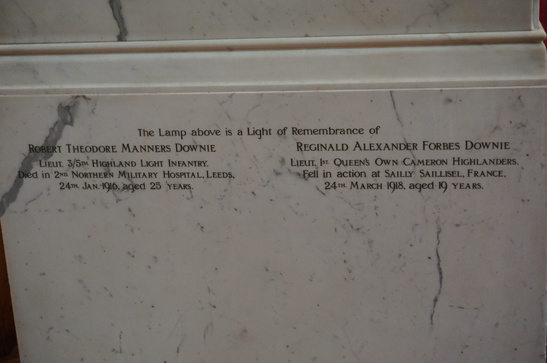 The Lamp above is a Light of Remembrance of
Robert Theodore Manners Downie
Lieut. 3/5th Highland Light Infantry.
Died in 2nd Northern Military Hospital, Leeds,
24th Jan. 1916, aged 25 years.
Reginald Alexander Forbes Downie
Lieut. 1st Queen's Own Cameron Highlanders.
Fell in action at Sailly Saillisel, France,
24th March 1918, aged 19 years.